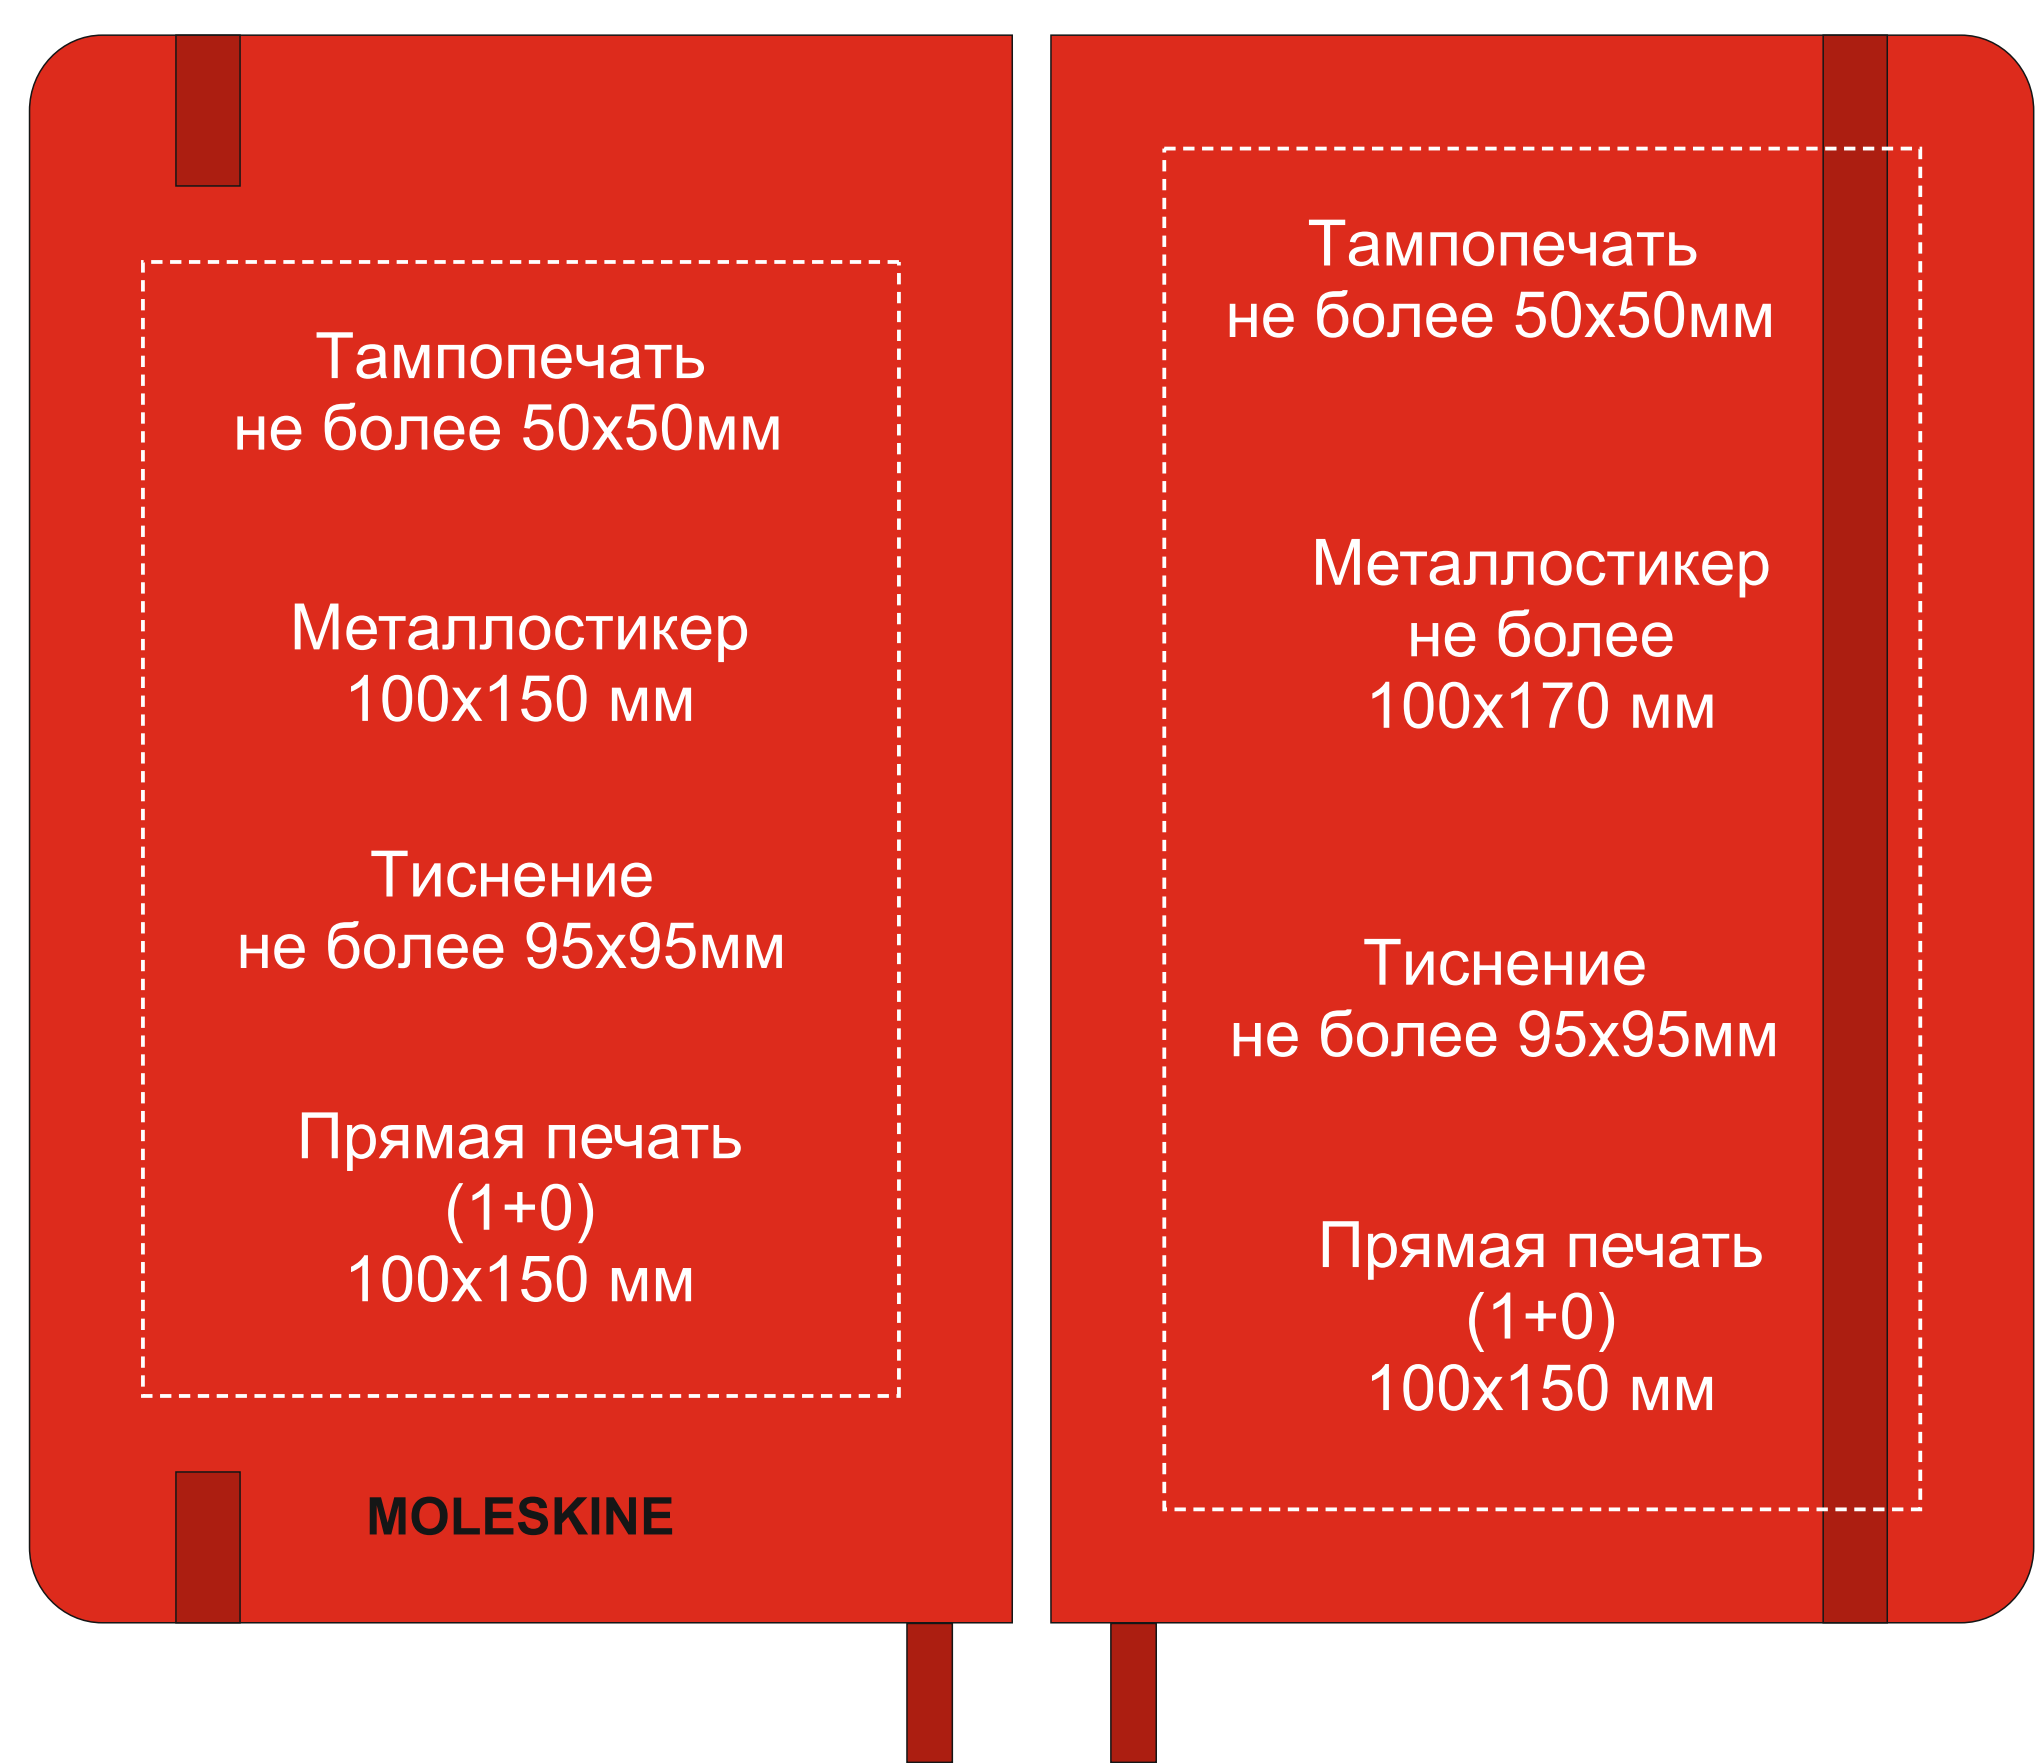 Тампопечать
не более 50х50мм
Металлостикер
100х150 мм
Тиснение
не более 95х95мм
Прямая печать
(1+0)
100х150 мм
MOLESKINE
Тампопечать
не более 50х50мм
Металлостикер
не более
100х170 мм
Тиснение
не более 95х95мм
Прямая печать
(1+0)
100х150 мм